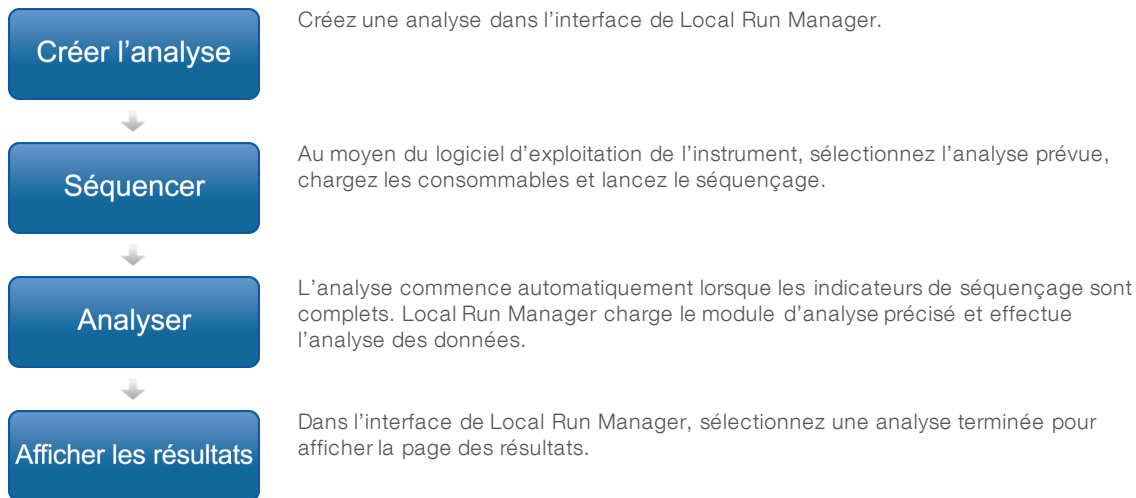 Créer l’analyse
Créez une analyse dans l’interface de Local Run Manager.
Séquencer
Au moyen du logiciel d’exploitation de l’instrument, sélectionnez l’analyse prévue,
chargez les consommables et lancez le séquençage.
Analyser
L’analyse commence automatiquement lorsque les indicateurs de séquençage sont
complets. Local Run Manager charge le module d’analyse précisé et effectue
l’analyse des données.
Afficher les résultats
Dans l’interface de Local Run Manager, sélectionnez une analyse terminée pour
afficher la page des résultats.